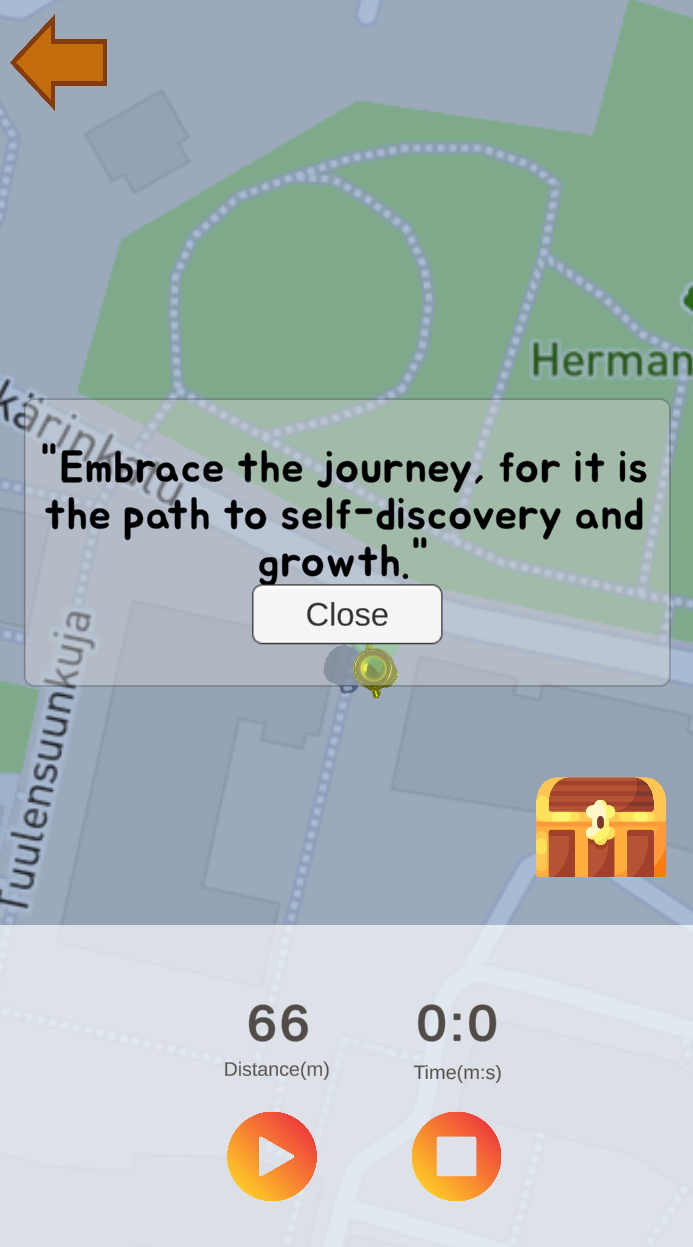 Herman
kärinkatu
"Embrace the journey, for it is
the path to self-discovery and
growth."
Close
Tuulensuunkuja
66
0:0
Distance(m)
Time(m:s)